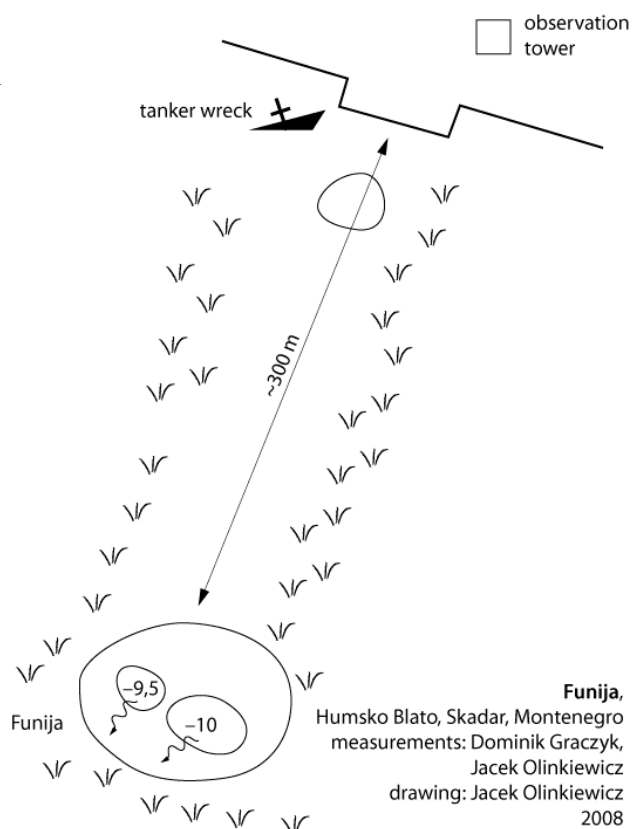 observation
tower
tanker wreck
~300 m
–9,5
–10
Funija
Funija,
Humsko Blato, Skadar, Montenegro
measurements: Dominik Graczyk,
Jacek Olinkiewicz
drawing: Jacek Olinkiewicz
2008